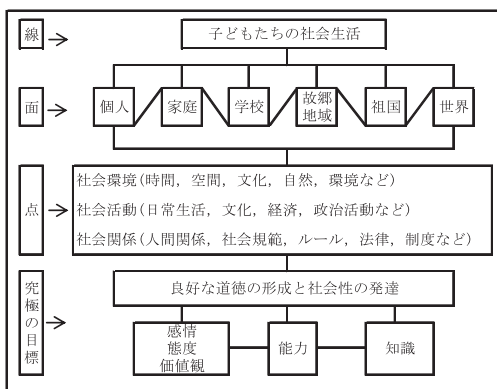 線
子どもたちの社会生活
面
個人
家庭
学校
故郷
地域
祖国
世界
点
社会環境(時間，空間，文化，自然，環境など)
社会活動(日常生活，文化，経済，政治活動など)
社会関係(人間関係，社会規範，ルール，法律，制度など)
究極の目標
良好な道徳の形成と社会性の発達
感情
態度
価値観
能力
知識